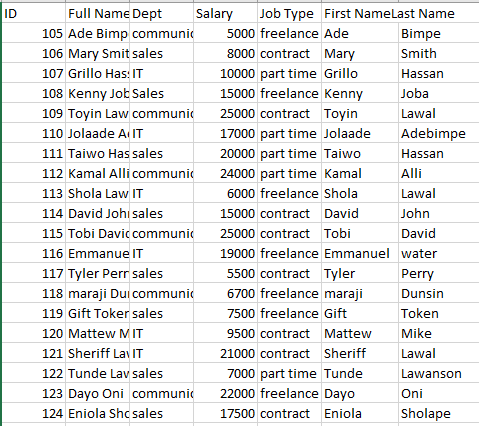 ID Full Name Dept Salary Job Type First Name Last Name
105 Ade Bimp communic 5000 freelance Ade Bimpe
106 Mary Smit sales 8000 contract Mary Smith
107 Grillo Has IT 10000 part time Grillo Hassan
108 Kenny Job Sales 15000 freelance Kenny Joba
109 Toyin Law communic 25000 contract Toyin Lawal
110 Jolaade A IT 17000 part time Jolaade Adebimpe
111 Taiwo Has sales 20000 part time Taiwo Hassan
112 Kamal Alli communic 24000 part time Kamal Alli
113 Shola Law IT 6000 freelance Shola Lawal
114 David Joh sales 15000 contract David John
115 Tobi Davi communic 25000 contract Tobi David
116 Emmanue IT 19000 freelance Emmanuel water
117 Tyler Perr sales 5500 contract Tyler Perry
118 maraji Du communic 6700 freelance maraji Dunsin
119 Gift Toke sales 7500 freelance Gift Token
120 Mattew M IT 9500 contract Mattew Mike
121 Sheriff La IT 21000 contract Sheriff Lawal
122 Tunde Law sales 7000 part time Tunde Lawanson
123 Dayo Oni communic 22000 freelance Dayo Oni
124 Eniola Sho sales 17500 contract Eniola Sholape